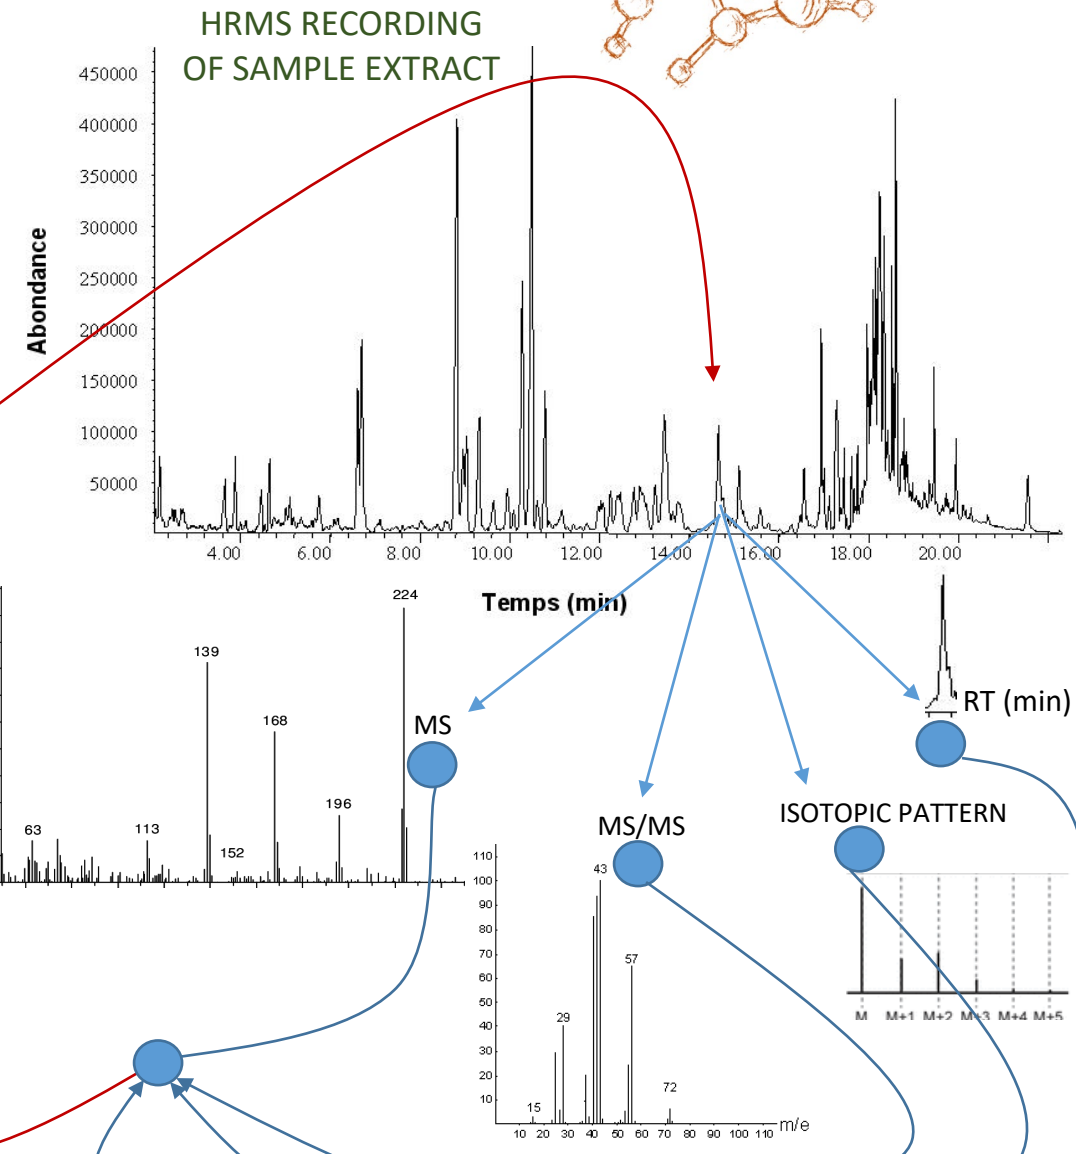 HRMS RECORDING
OF SAMPLE EXTRACT
Abondance
450000
400000
350000
300000
250000
200000
150000
100000
50000
4.00 6.00 8.00 10.00 12.00 14.00 16.00 18.00 20.00
Temps (min)
224
139
168
196
63
113
152
MS
RT (min)
MS/MS
ISOTOPIC PATTERN
110
100
90
80
70
60
50
40
30
20
10
43
57
29
72
15
10 20 30 40 50 60 70 80 90 100 110 m/e
M M+1 M+2 M+3 M+4 M+5